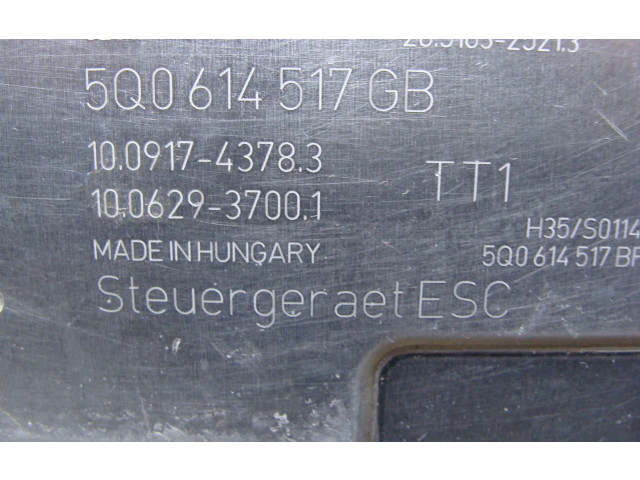 5Q0 614 517 GB
10.0917-4378.3
10.0629-3700.1
TT1
H35/S0114
MADE IN HUNGARY
5Q0 614 517 BF
Steuergeraet ESC